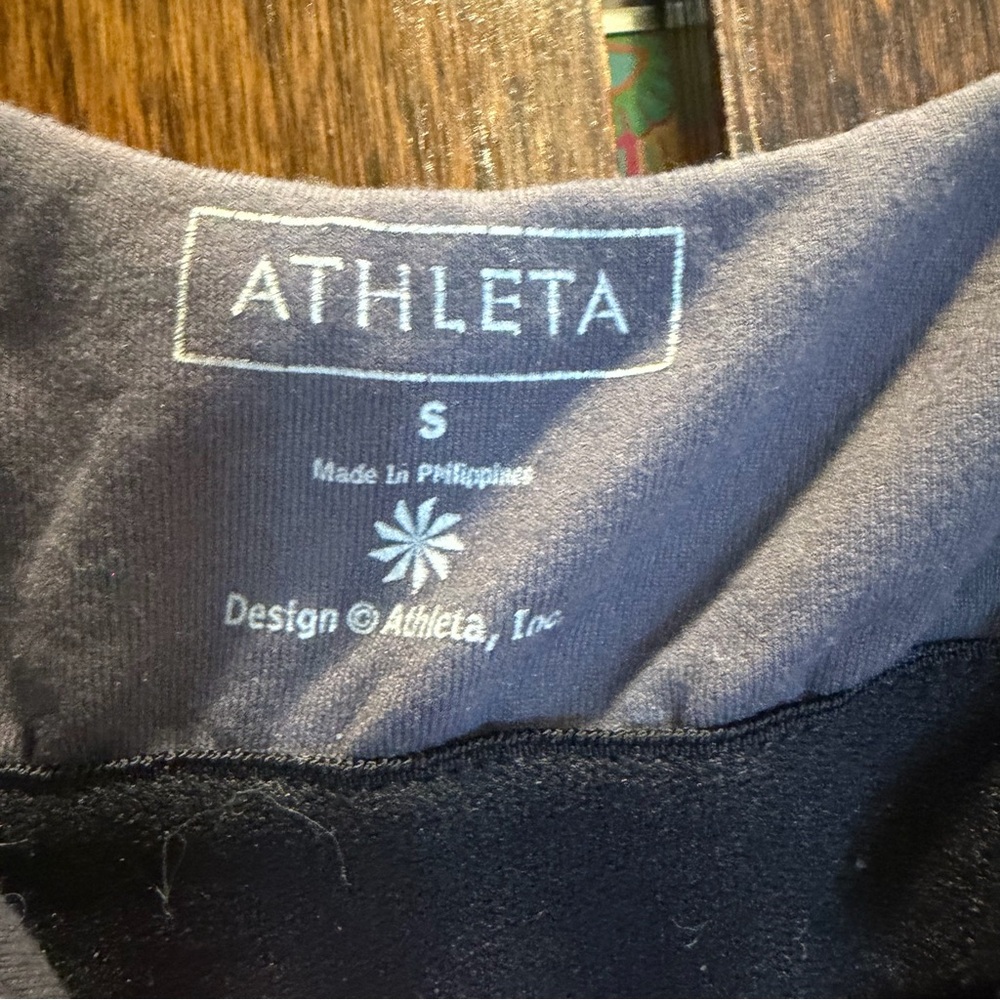 ATHLETA
S
Made In Philippines
Design © Athleta, Inc